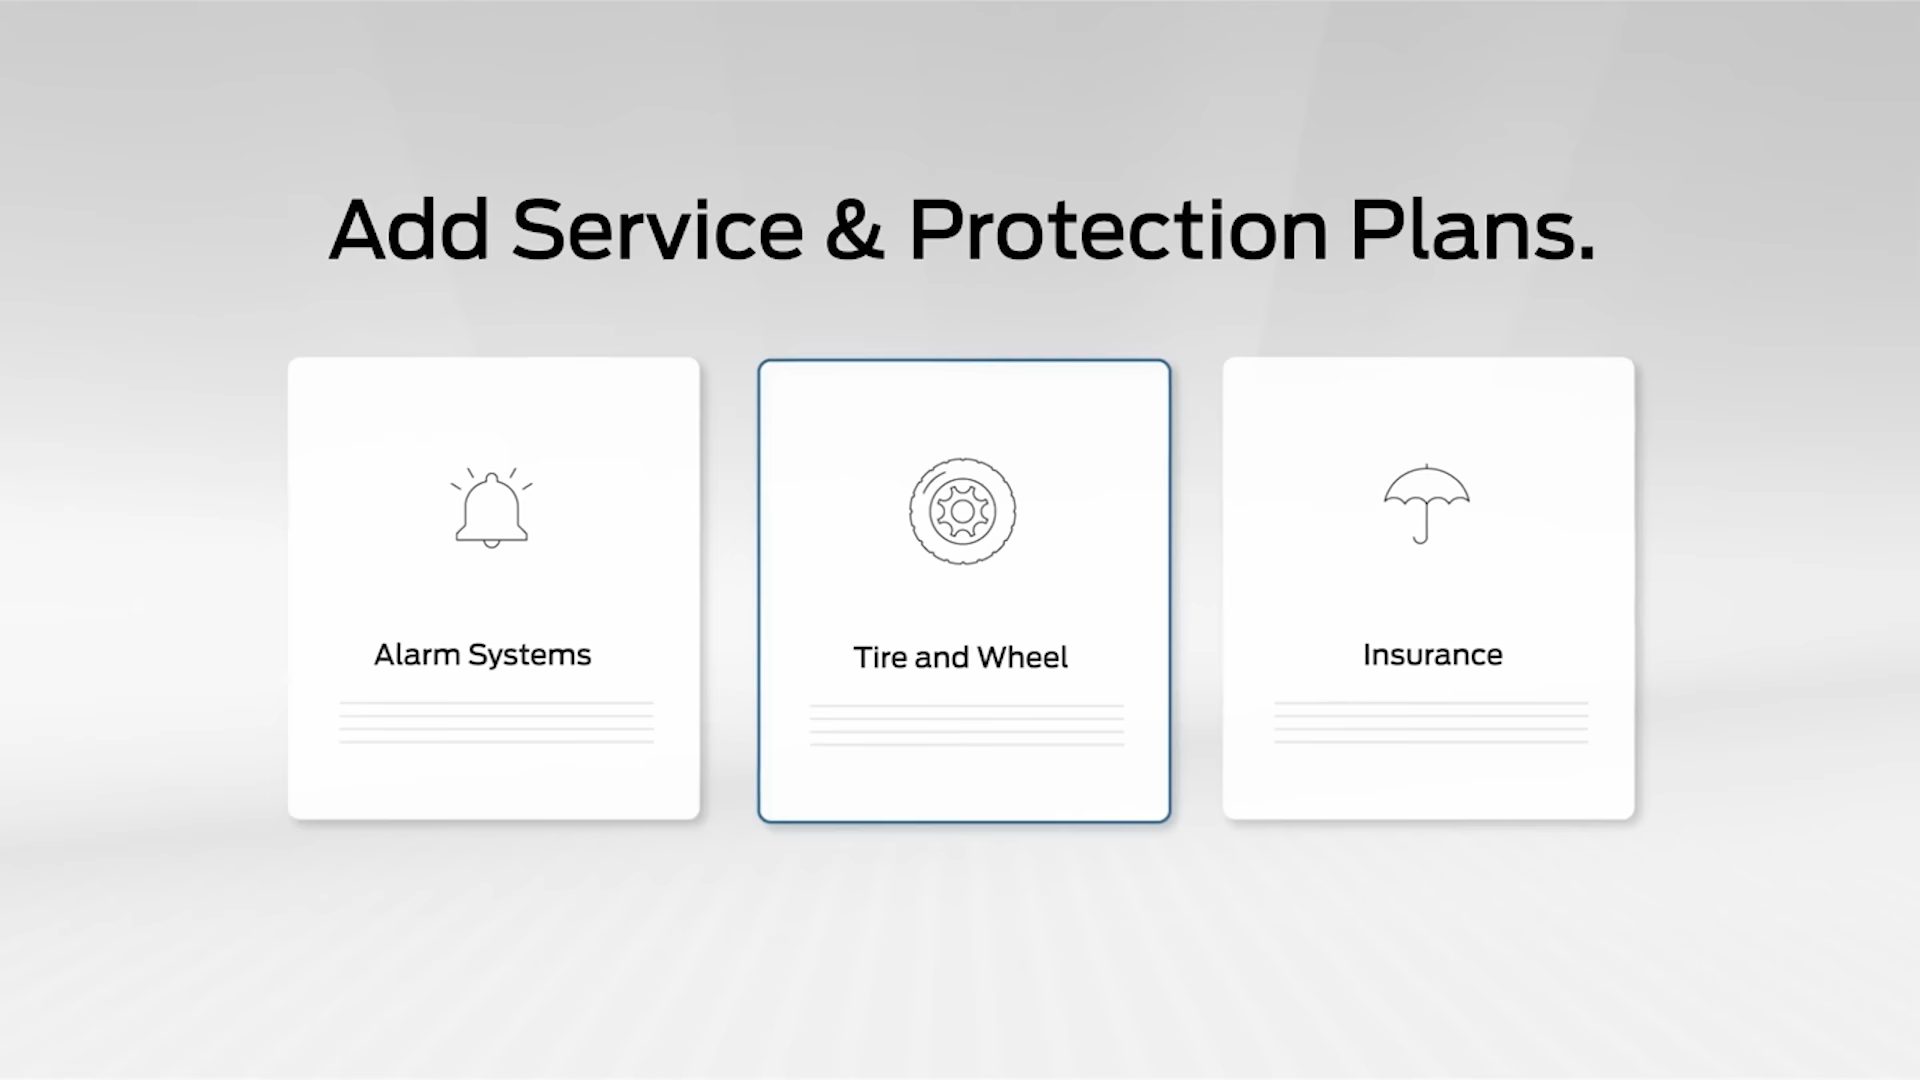 Add Service & Protection Plans.
Alarm Systems
Tire and Wheel
Insurance